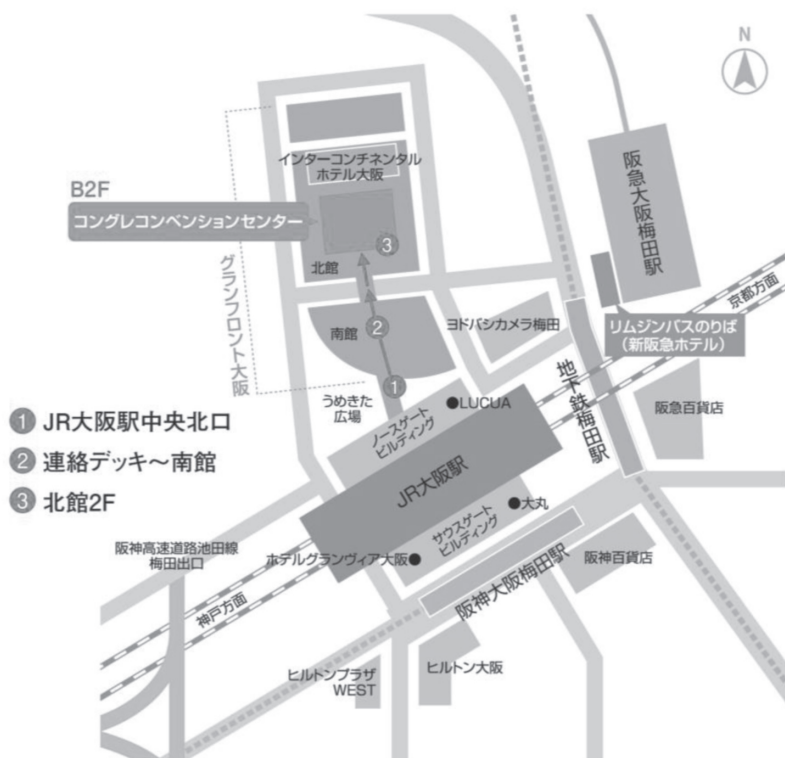 N
インターコンチネンタル
ホテル大阪
B2F
コングレコンベンションセンター
3
北館
グランフロント大阪
阪急大阪梅田駅
京都方面
リムジンバスのりば
(新阪急ホテル)
南館
2
ヨドバシカメラ梅田
地下鉄梅田駅
阪急百貨店
うめきた
広場
1
ノースゲート
ビルディング
LUCUA
1 JR大阪駅中央北口
2 連絡デッキ～南館
3 北館2F
JR大阪駅
サウスゲート
ビルディング
大丸
阪神高速道路池田線
梅田出口
ホテルグランヴィア大阪
阪神大阪梅田駅
阪神百貨店
神戸方面
ヒルトンプラザ
WEST
ヒルトン大阪